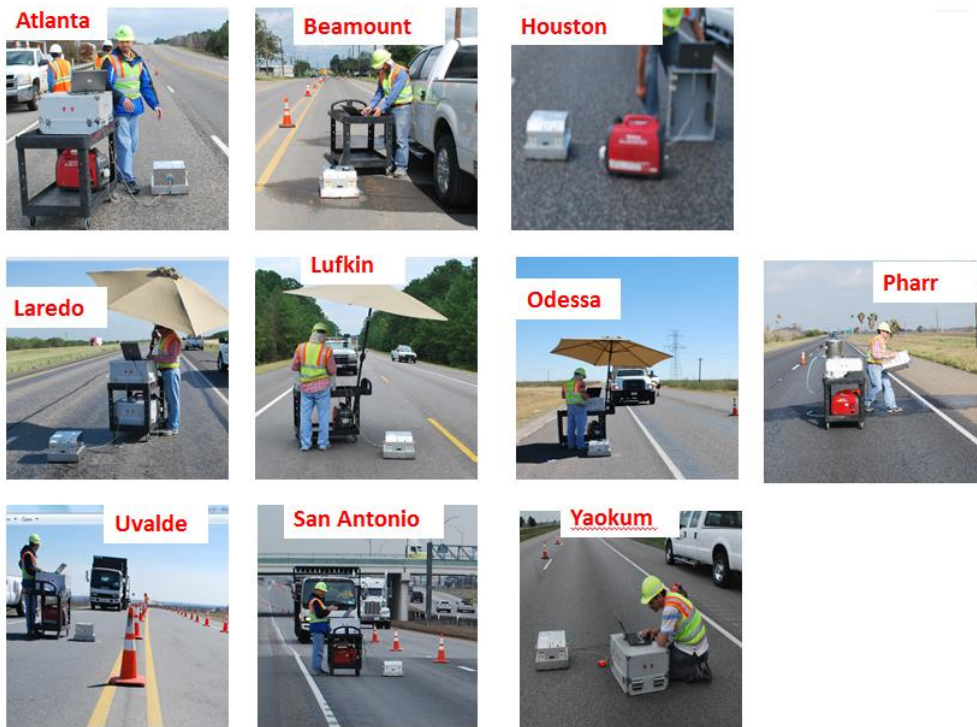 Atlanta
Beamount
Houston
Laredo
Lufkin
Odessa
Pharr
Uvalde
San Antonio
Yaokum